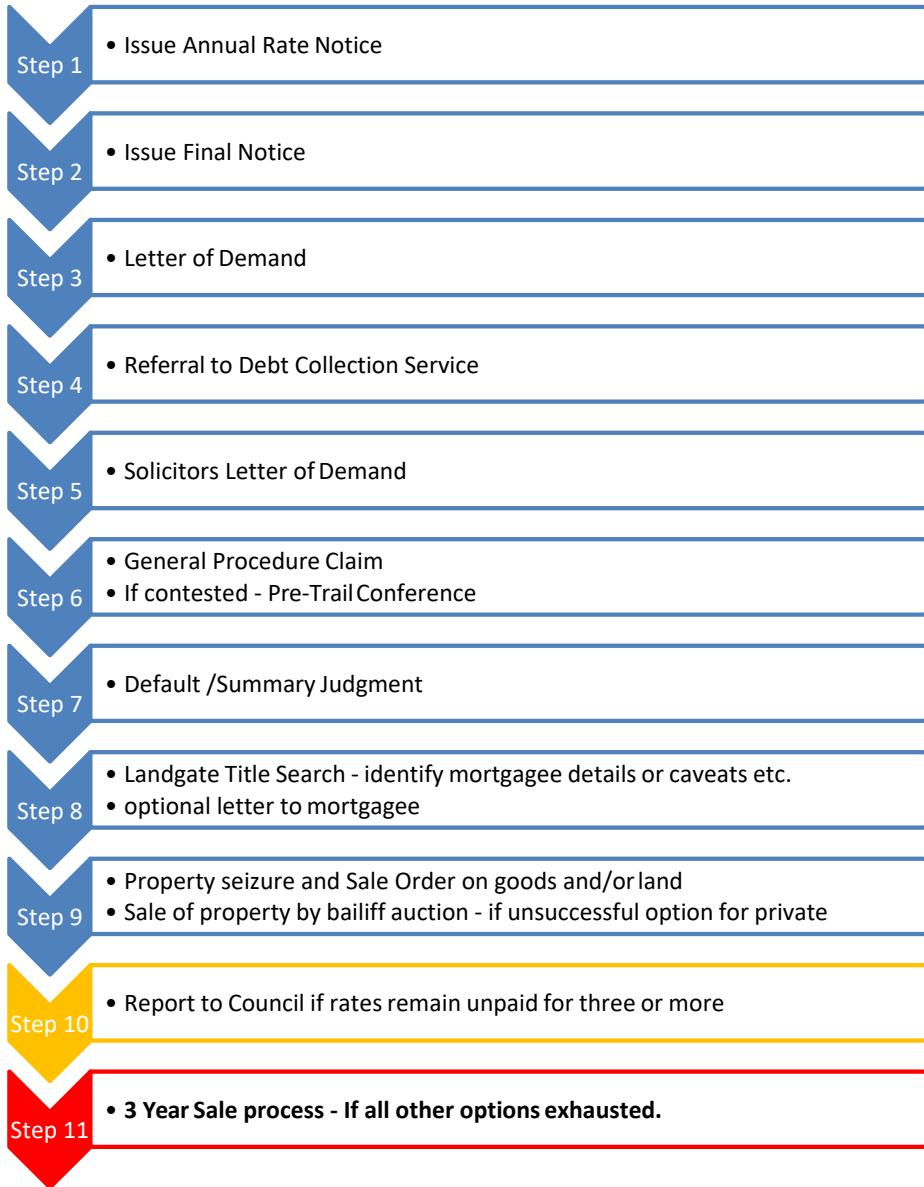 Step 1
• Issue Annual Rate Notice
Step 2
• Issue Final Notice
Step 3
• Letter of Demand
Step 4
• Referral to Debt Collection Service
Step 5
• Solicitors Letter of Demand
Step 6
• General Procedure Claim
• If contested - Pre-Trail Conference
Step 7
• Default /Summary Judgment
Step 8
• Landgate Title Search - identify mortgagee details or caveats etc.
• optional letter to mortgagee
Step 9
• Property seizure and Sale Order on goods and/or land
• Sale of property by bailiff auction - if unsuccessful option for private
Step 10
• Report to Council if rates remain unpaid for three or more
Step 11
• 3 Year Sale process - If all other options exhausted.